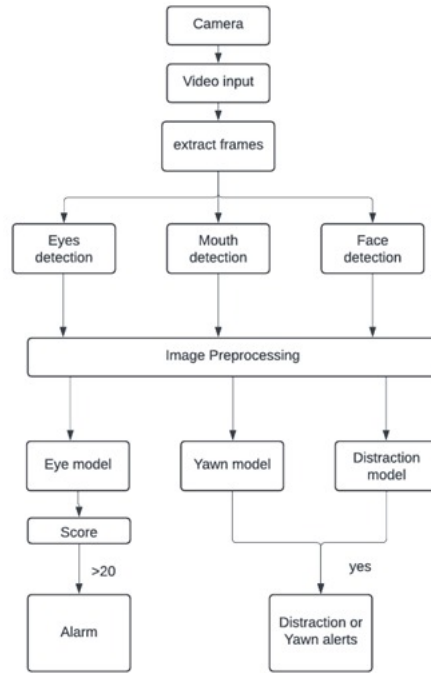 Camera
Video input
extract frames
Eyes
detection
Mouth
detection
Face
detection
Image Preprocessing
Eye model
Yawn model
Distraction
model
Score
>20
yes
Alarm
Distraction or
Yawn alerts